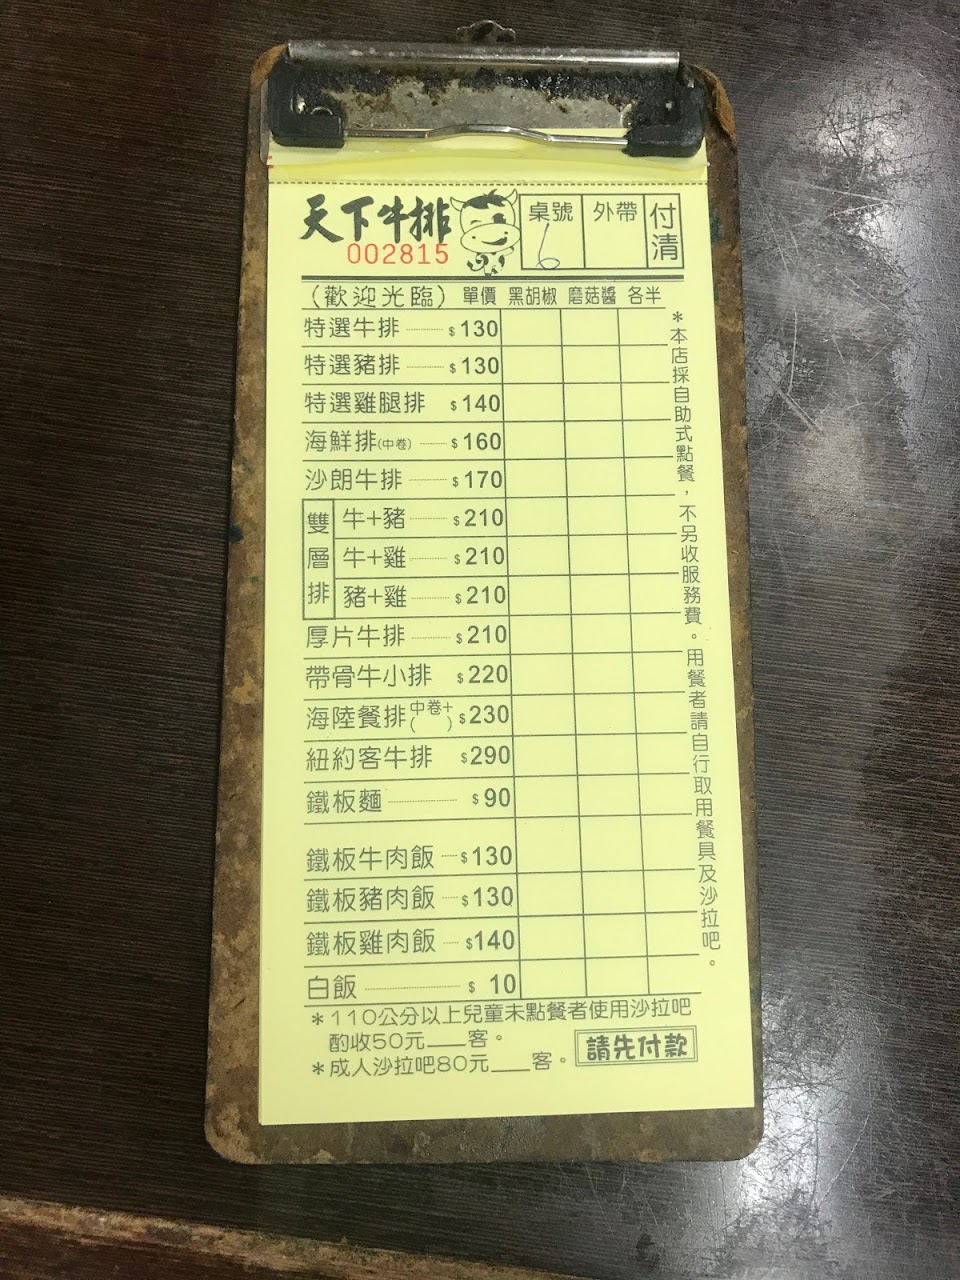 天下牛排
002815
桌號 外帶 付清
6
(歡迎光臨) 單價 黑胡椒 磨菇醬 各半
特選牛排 $130
特選豬排 $130
特選雞腿排 $140
海鮮排(中卷) $160
沙朗牛排 $170
雙層排
牛+豬 $210
牛+雞 $210
豬+雞 $210
厚片牛排 $210
帶骨牛小排 $220
海陸餐排(中卷+ ) $230
紐約客牛排 $290
鐵板麵 $90
鐵板牛肉飯 $130
鐵板豬肉飯 $130
鐵板雞肉飯 $140
白飯 $10
*本店採自助式點餐,不另收服務費。用餐者請自行取用餐具及沙拉吧。
*110公分以上兒童未點餐者使用沙拉吧
酌收50元___客。
*成人沙拉吧80元___客。
請先付款